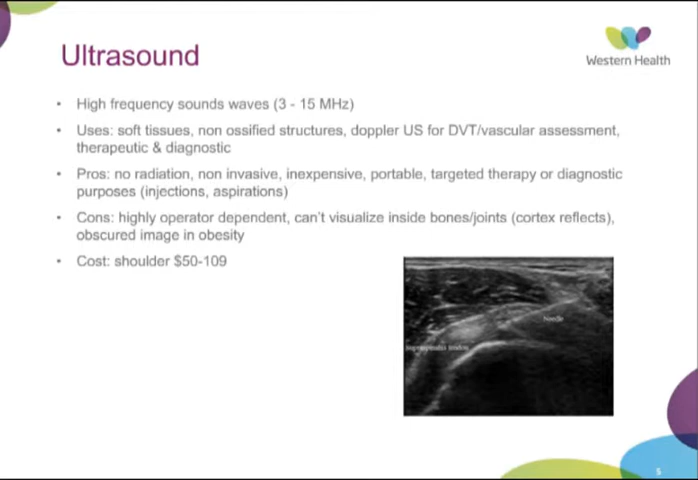 Ultrasound
Western Health
• High frequency sounds waves (3 - 15 MHz)
• Uses: soft tissues, non ossified structures, doppler US for DVT/vascular assessment,
therapeutic & diagnostic
• Pros: no radiation, non invasive, inexpensive, portable, targeted therapy or diagnostic
purposes (injections, aspirations)
• Cons: highly operator dependent, can't visualize inside bones/joints (cortex reflects),
obscured image in obesity
• Cost: shoulder $50-109
Needle
5